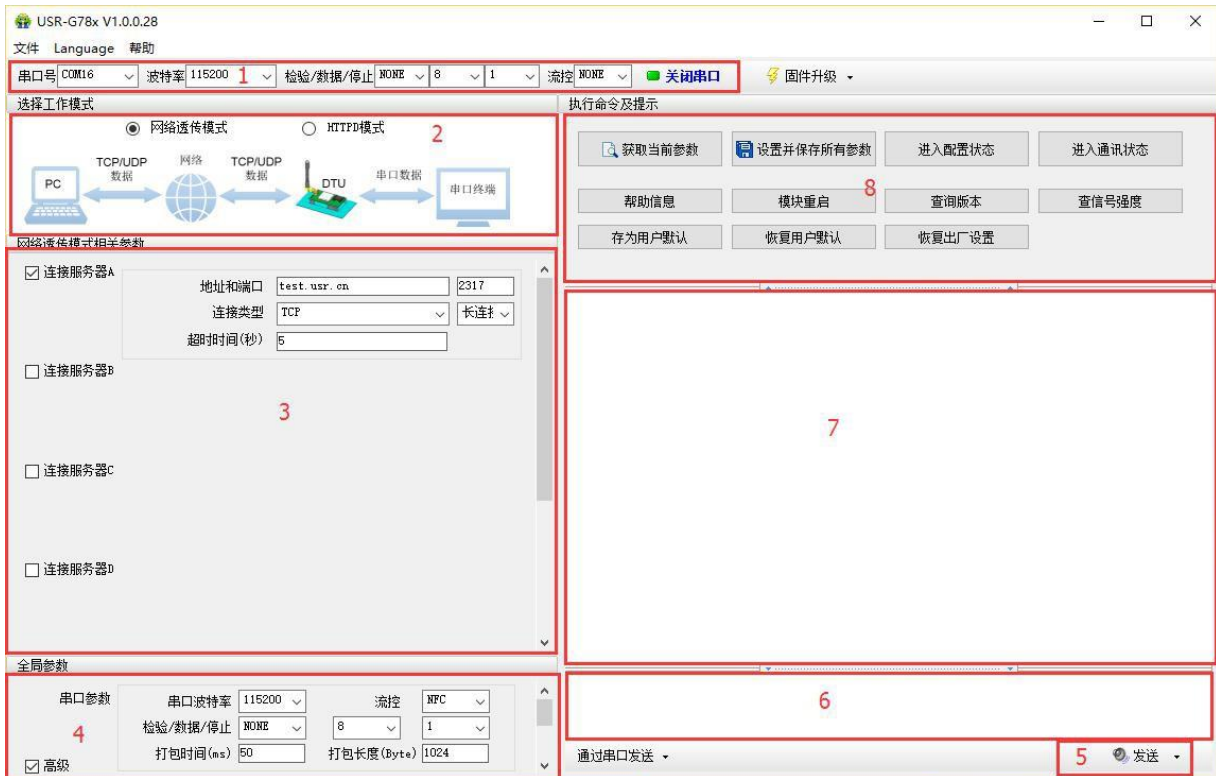 USR-G78x V1.0.0.28
文件 Language 帮助
串口号 COM16 波特率 115200 1 检验/数据/停止 NONE 8 1 流控 NONE 关闭串口 固件升级
选择工作模式
网络透传模式 HTTPD模式 2
PC TCP/UDP 数据 网络 TCP/UDP 数据 DTU 串口数据 串口终端
网络透传模式相关参数
连接服务器A
地址和端口 test.usr.cn 2317
连接类型 TCP 长连接
超时时间(秒) 5
连接服务器B
3
连接服务器C
连接服务器D
全局参数
串口参数 串口波特率 115200 流控 NFC
4 检验/数据/停止 NONE 8 1
打包时间(ms) 50 打包长度(Byte) 1024
高级
执行命令及提示
获取当前参数 设置并保存所有参数 进入配置状态 进入通讯状态
8
帮助信息 模块重启 查询版本 查信号强度
存为用户默认 恢复用户默认 恢复出厂设置
7
6
通过串口发送 5 发送